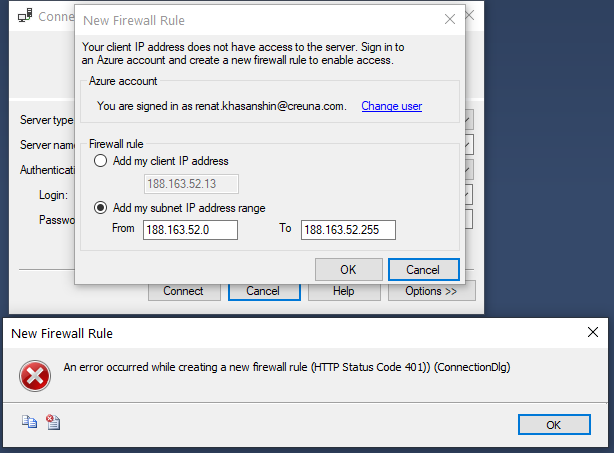 Conne
New Firewall Rule
Your client IP address does not have access to the server. Sign in to
an Azure account and create a new firewall rule to enable access.
Azure account
You are signed in as renat.khasanshin@creuna.com. Change user
Server type
Firewall rule
Server name
Add my client IP address
Authenticati
188.163.52.13
Login:
Add my subnet IP address range
Passwo
From 188.163.52.0 To 188.163.52.255
OK Cancel
Connect Cancel Help Options >>
New Firewall Rule
An error occurred while creating a new firewall rule (HTTP Status Code 401)) (ConnectionDlg)
OK